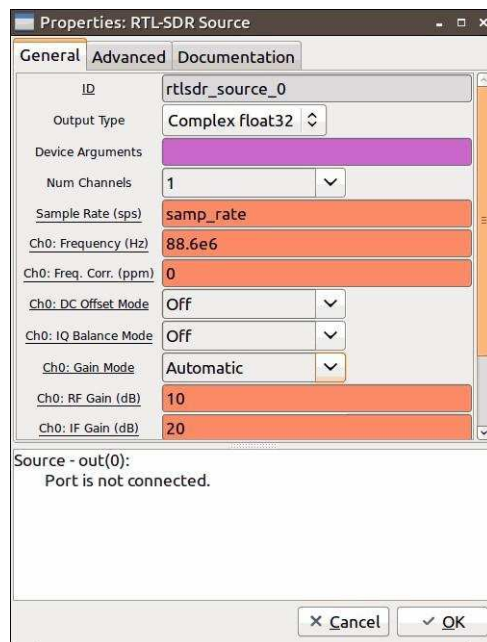 Properties: RTL-SDR Source
General Advanced Documentation
ID rtlsdr_source_0
Output Type Complex float32
Device Arguments
Num Channels 1
Sample Rate (sps) samp_rate
Ch0: Frequency (Hz) 88.6e6
Ch0: Freq. Corr. (ppm) 0
Ch0: DC Offset Mode Off
Ch0: IQ Balance Mode Off
Ch0: Gain Mode Automatic
Ch0: RF Gain (dB) 10
Ch0: IF Gain (dB) 20
Source - out(0):
Port is not connected.
Cancel OK